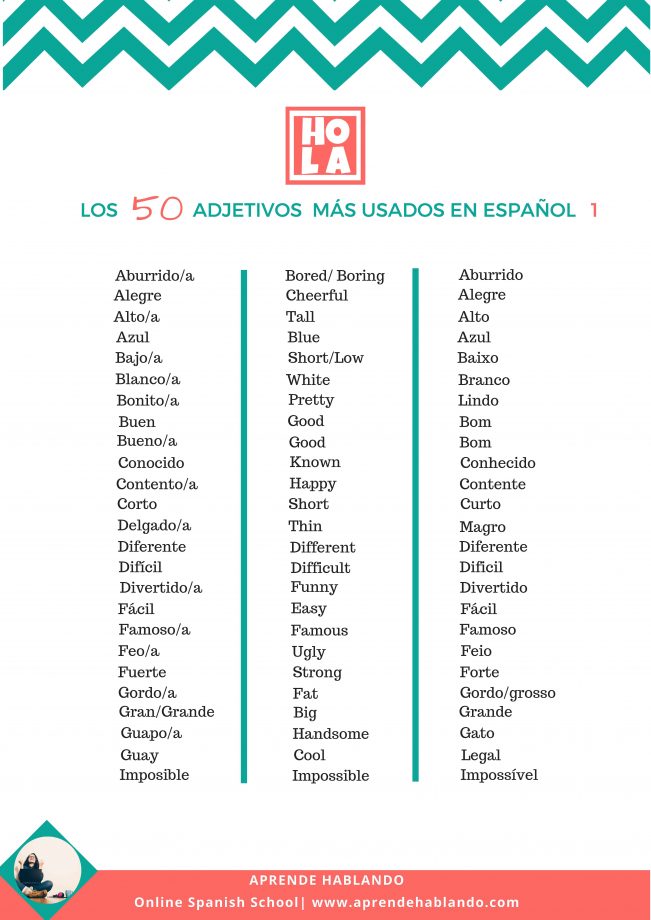 HO
LA
LOS 50 ADJETIVOS MÁS USADOS EN ESPAÑOL 1
Aburrido/a Bored/ Boring Aburrido
Alegre Cheerful Alegre
Alto/a Tall Alto
Azul Blue Azul
Bajo/a Short/Low Baixo
Blanco/a White Branco
Bonito/a Pretty Lindo
Buen Good Bom
Bueno/a Good Bom
Conocido Known Conhecido
Contento/a Happy Contente
Corto Short Curto
Delgado/a Thin Magro
Diferente Different Diferente
Difícil Difficult Dificil
Divertido/a Funny Divertido
Fácil Easy Fácil
Famoso/a Famous Famoso
Feo/a Ugly Feio
Fuerte Strong Forte
Gordo/a Fat Gordo/grosso
Gran/Grande Big Grande
Guapo/a Handsome Gato
Guay Cool Legal
Imposible Impossible Impossível
APRENDE HABLANDO
Online Spanish School| www.aprendehablando.com